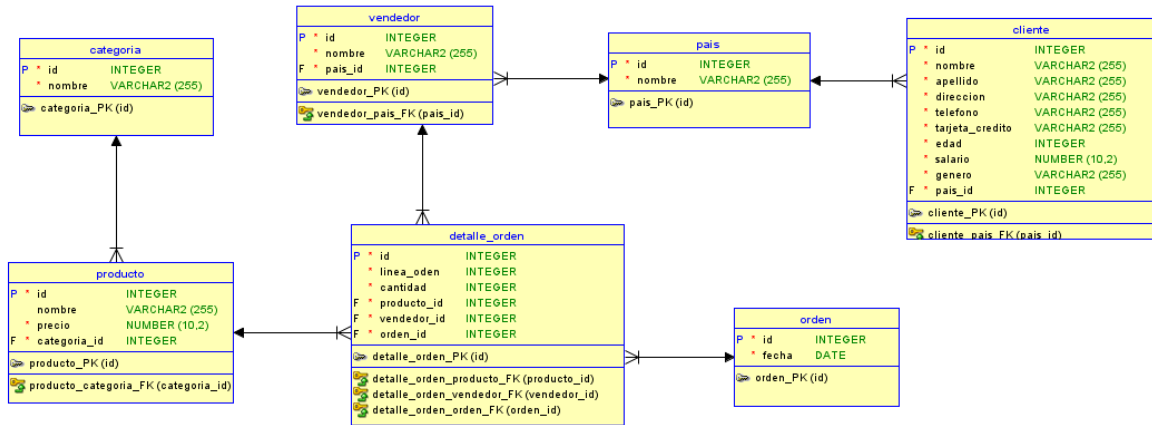 categoria
P * id INTEGER
* nombre VARCHAR2 (255)
categoria_PK (id)
vendedor
P * id INTEGER
* nombre VARCHAR2 (255)
F * pais_id INTEGER
vendedor_PK (id)
vendedor_pais_FK (pais_id)
pais
P * id INTEGER
* nombre VARCHAR2 (255)
pais_PK (id)
cliente
P * id INTEGER
* nombre VARCHAR2 (255)
* apellido VARCHAR2 (255)
* direccion VARCHAR2 (255)
* telefono VARCHAR2 (255)
* tarjeta_credito VARCHAR2 (255)
* edad INTEGER
* salario NUMBER (10,2)
* genero VARCHAR2 (255)
F * pais_id INTEGER
cliente_PK (id)
cliente_pais_FK (pais_id)
producto
P * id INTEGER
nombre VARCHAR2 (255)
* precio NUMBER (10,2)
F * categoria_id INTEGER
producto_PK (id)
producto_categoria_FK (categoria_id)
detalle_orden
P * id INTEGER
* linea_oden INTEGER
* cantidad INTEGER
F * producto_id INTEGER
F * vendedor_id INTEGER
F * orden_id INTEGER
detalle_orden_PK (id)
detalle_orden_producto_FK (producto_id)
detalle_orden_vendedor_FK (vendedor_id)
detalle_orden_orden_FK (orden_id)
orden
P * id INTEGER
* fecha DATE
orden_PK (id)